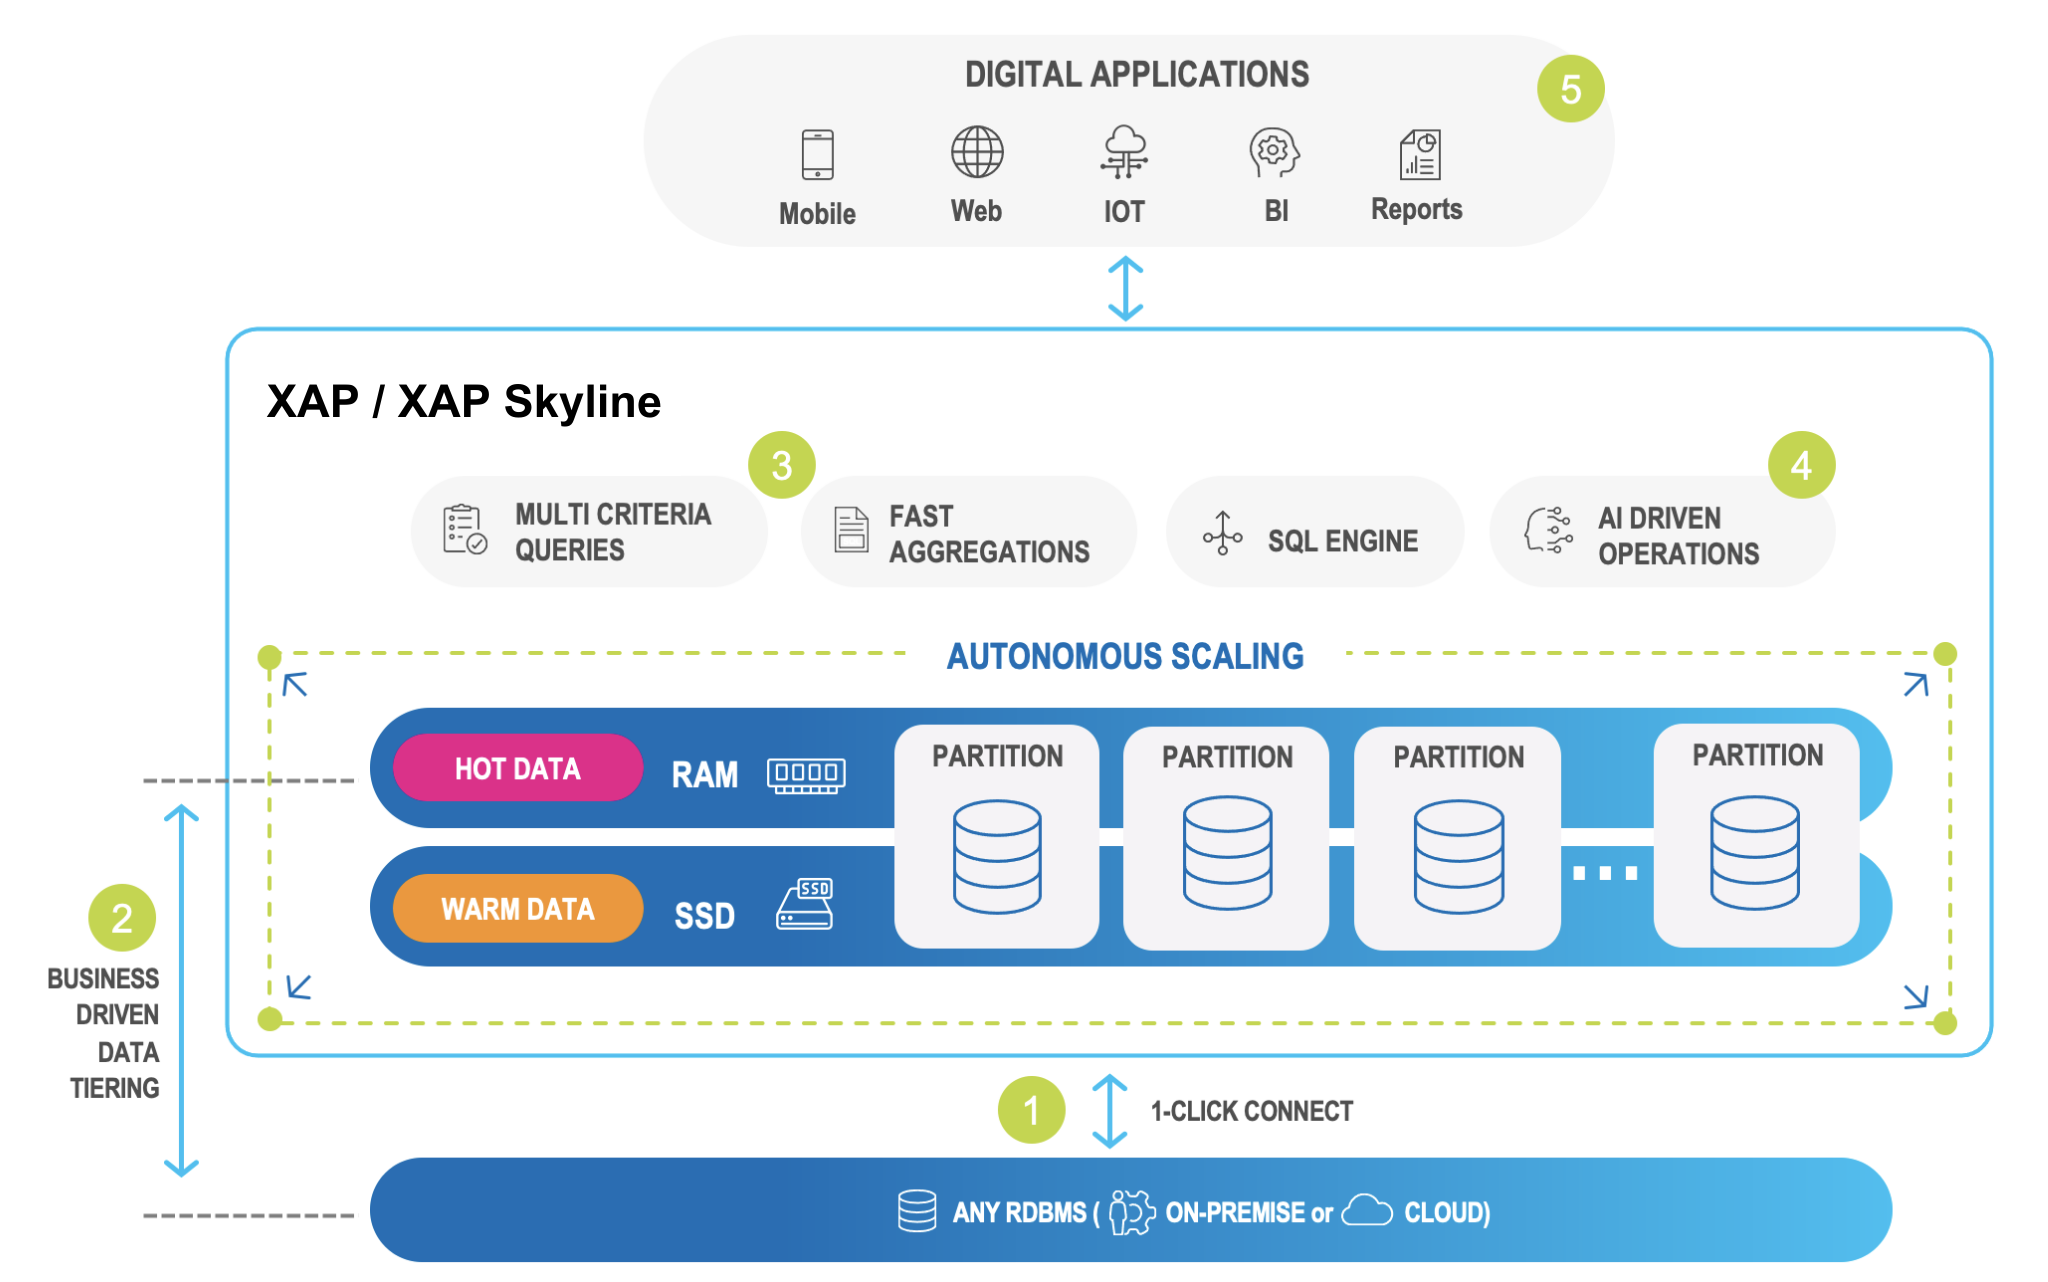 DIGITAL APPLICATIONS
5
Mobile
Web
IOT
BI
Reports
XAP / XAP Skyline
3
4
MULTI CRITERIA
QUERIES
FAST
AGGREGATIONS
SQL ENGINE
AI DRIVEN
OPERATIONS
AUTONOMOUS SCALING
HOT DATA
RAM
PARTITION
PARTITION
PARTITION
PARTITION
WARM DATA
SSD
SSD
...
2
BUSINESS
DRIVEN
DATA
TIERING
1
1-CLICK CONNECT
ANY RDBMS ( ON-PREMISE or CLOUD)